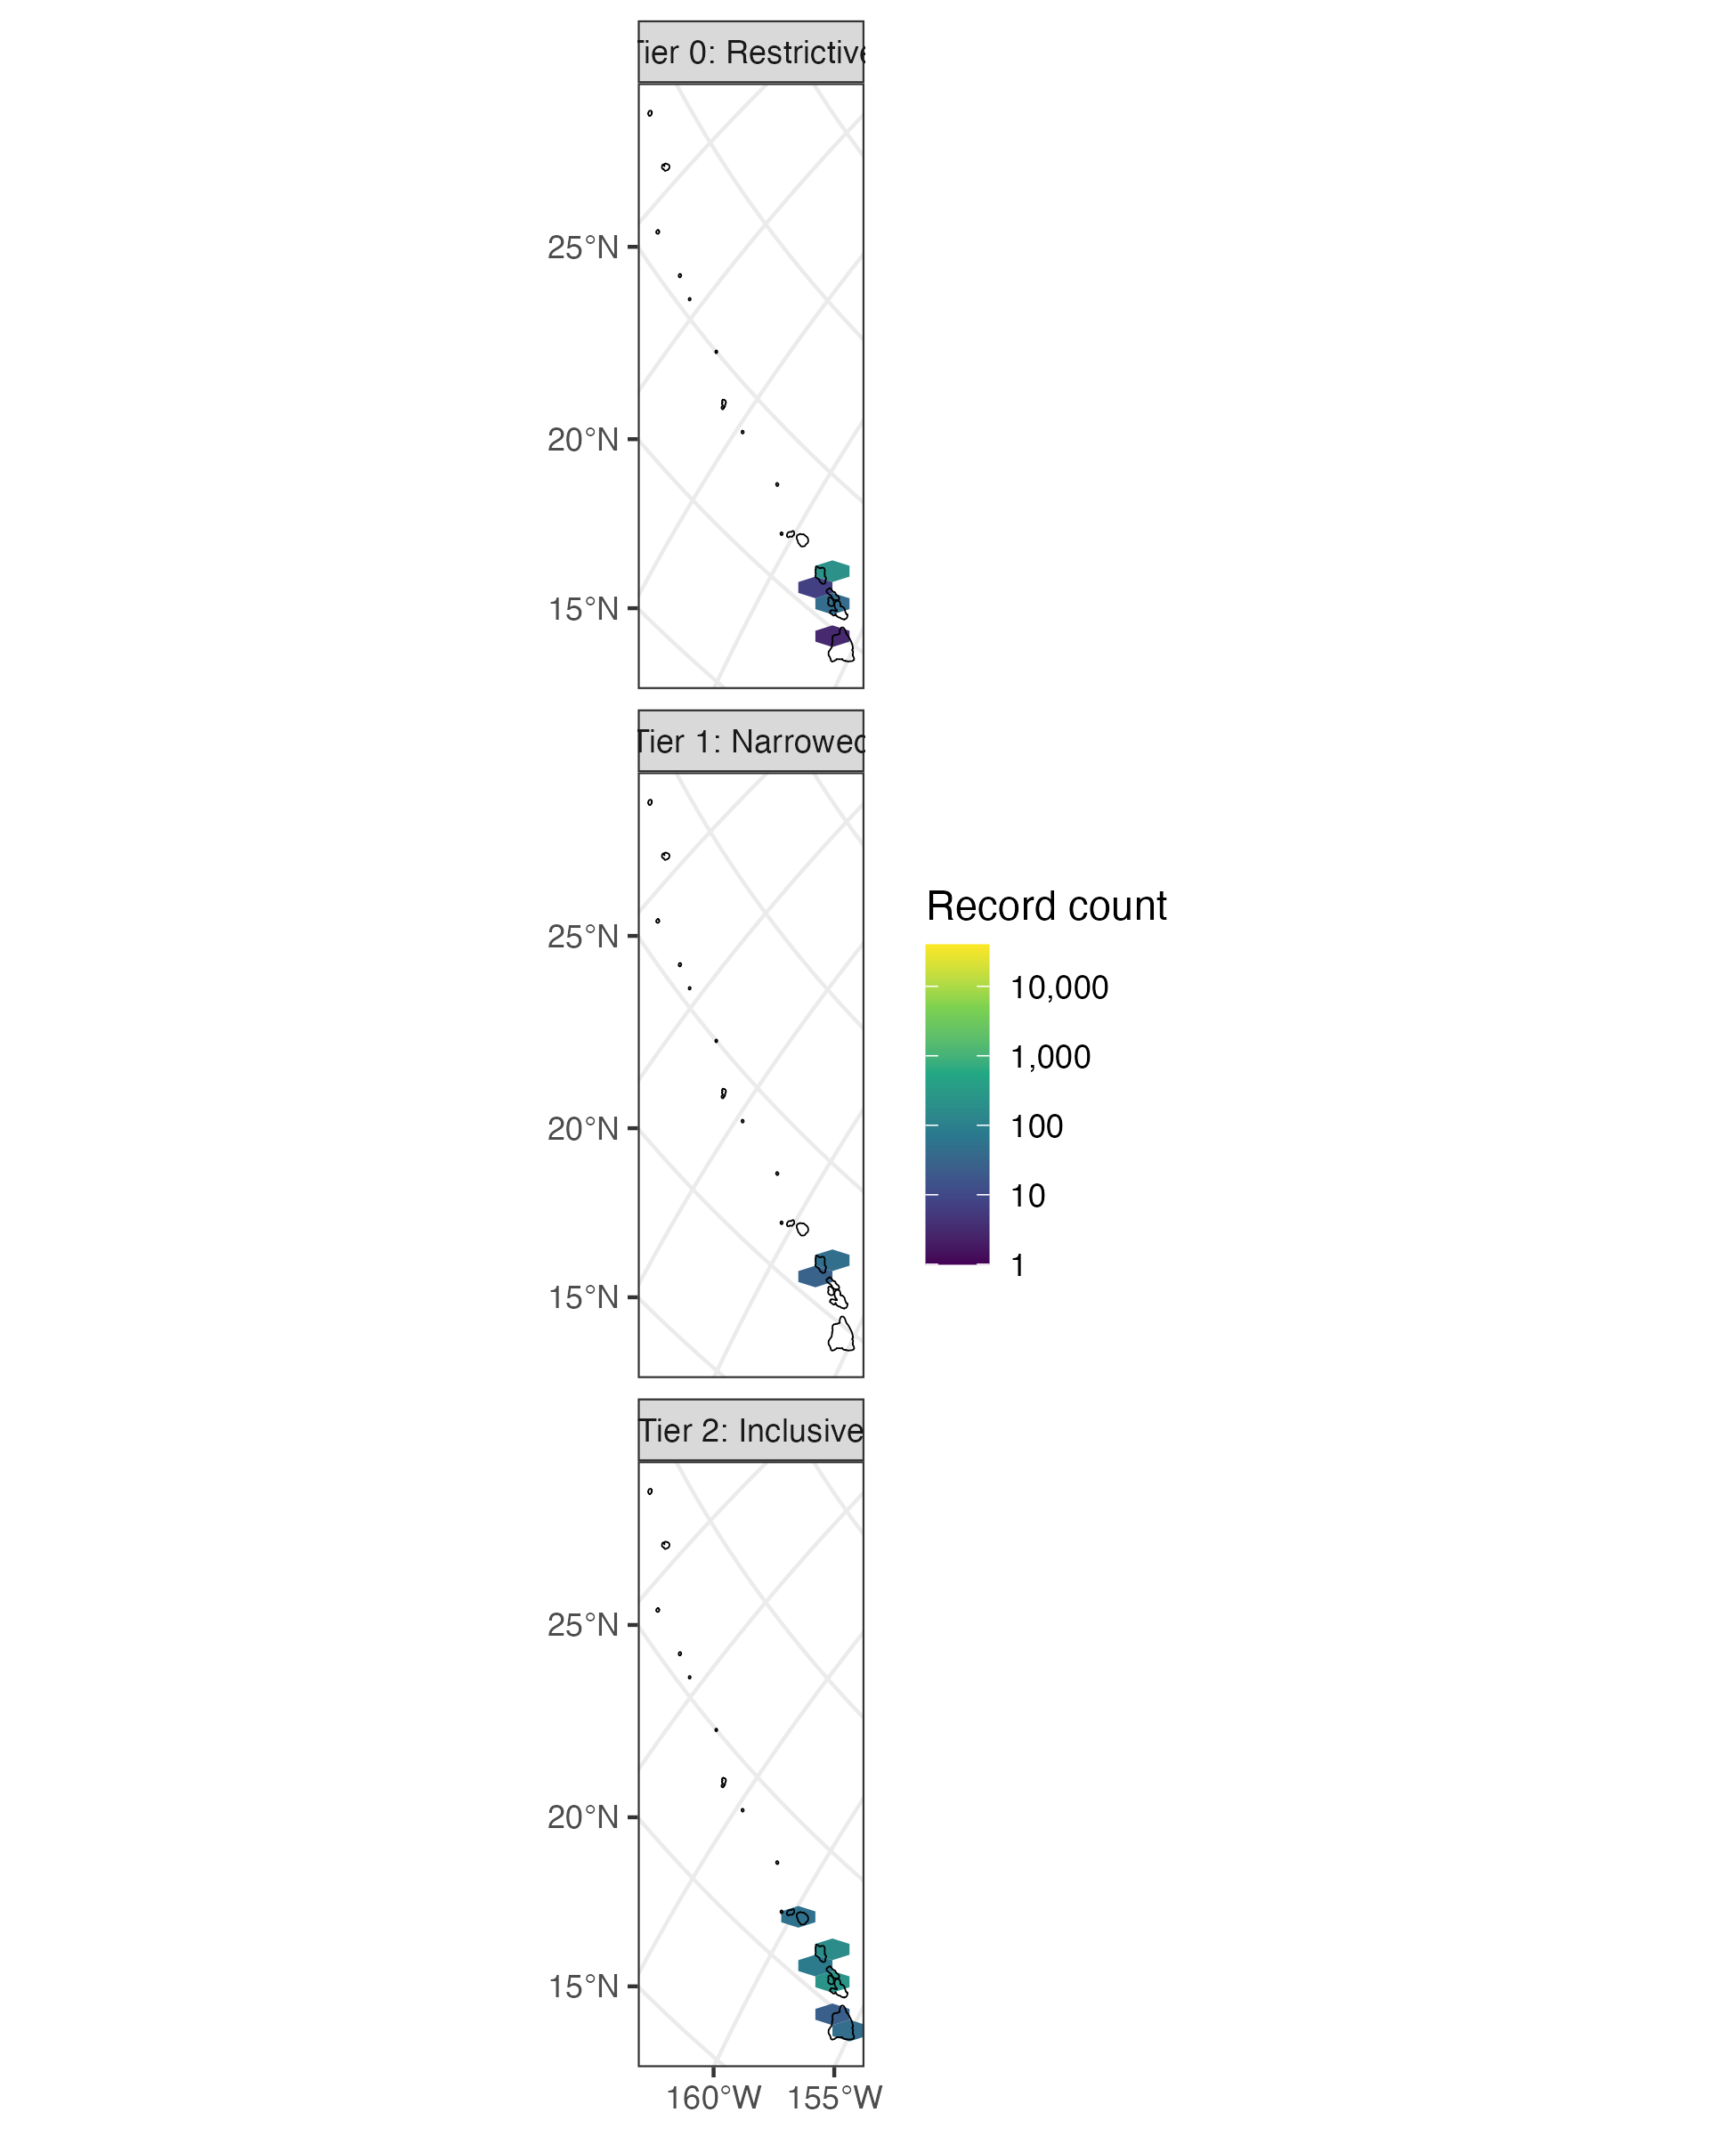 Tier 0: Restrictive
25°N
20°N
15°N
Tier 1: Narrowed
25°N
20°N
15°N
Record count
10,000
1,000
100
10
1
Tier 2: Inclusive
25°N
20°N
15°N
160°W 155°W